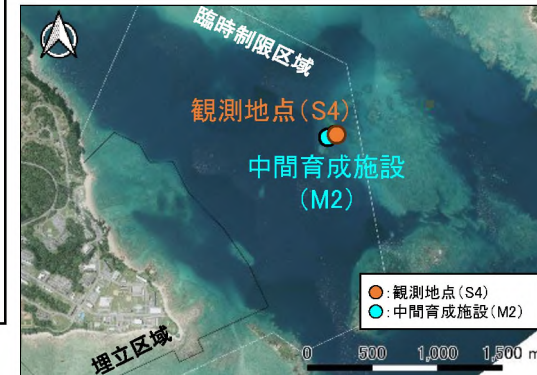 臨時制限区域
観測地点(S4)
中間育成施設
(M2)
:観測地点(S4)
:中間育成施設(M2)
埋立区域
0 500 1,000 1,500 m